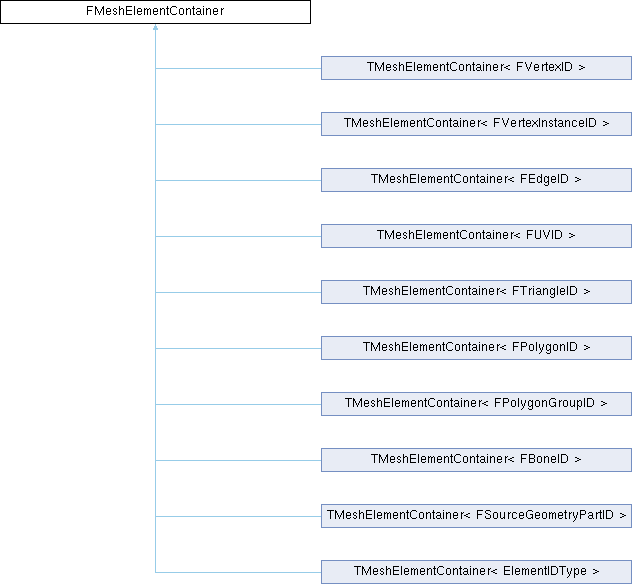 FMeshElementContainer
TMeshElementContainer< FVertexID >
TMeshElementContainer< FVertexInstanceID >
TMeshElementContainer< FEdgeID >
TMeshElementContainer< FUVID >
TMeshElementContainer< FTriangleID >
TMeshElementContainer< FPolygonID >
TMeshElementContainer< FPolygonGroupID >
TMeshElementContainer< FBoneID >
TMeshElementContainer< FSourceGeometryPartID >
TMeshElementContainer< ElementIDType >